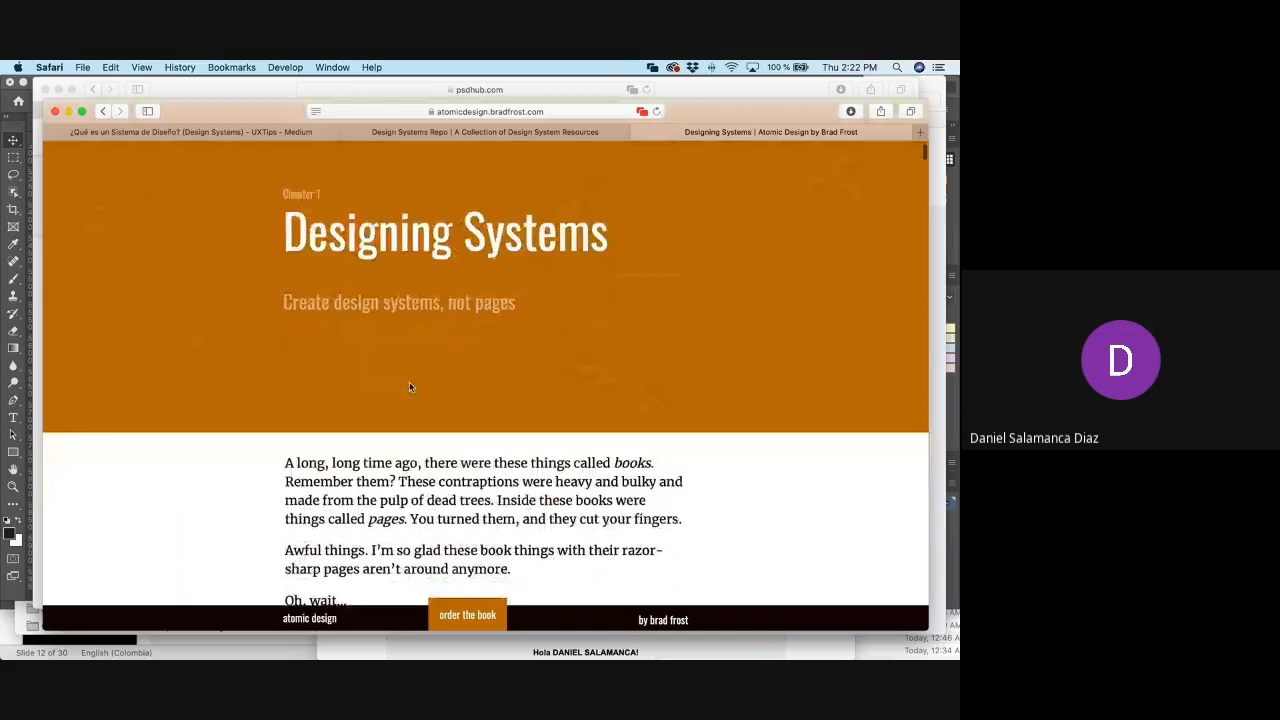 Safari File Edit View History Bookmarks Develop Window Help 100 % Thu 2:22 PM
psdhub.com
atomicdesign.bradfrost.com
¿Qué es un Sistema de Diseño? (Design Systems) - UXTips - Medium Design Systems Repo | A Collection of Design System Resources Designing Systems | Atomic Design by Brad Frost
Chapter 1
Designing Systems
Create design systems, not pages
A long, long time ago, there were these things called books.
Remember them? These contraptions were heavy and bulky and
made from the pulp of dead trees. Inside these books were
things called pages. You turned them, and they cut your fingers.
Awful things. I’m so glad these book things with their razor-
sharp pages aren’t around anymore.
Oh, wait…
atomic design order the book by brad frost
Slide 12 of 30 English (Colombia) Hola DANIEL SALAMANCA!
Today, 12:46
Today, 12:34 AM
D
Daniel Salamanca Diaz